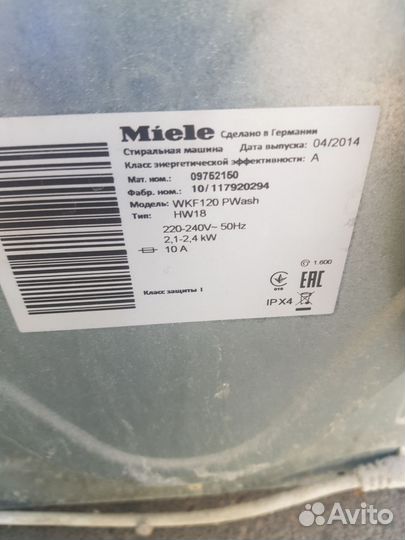 Miele Сделано в Германии
Стиральная машина Дата выпуска: 04/2014
Класс энергетической эффективности: A
Мат. ном.: 09752150
Фабр. ном.: 10/117920294
Модель: WKF120 PWash
Тип: HW18
220-240V~ 50Hz
2,1-2,4 kW
10 A
1.600
Класс защиты I
IPX4
EAC
Avito